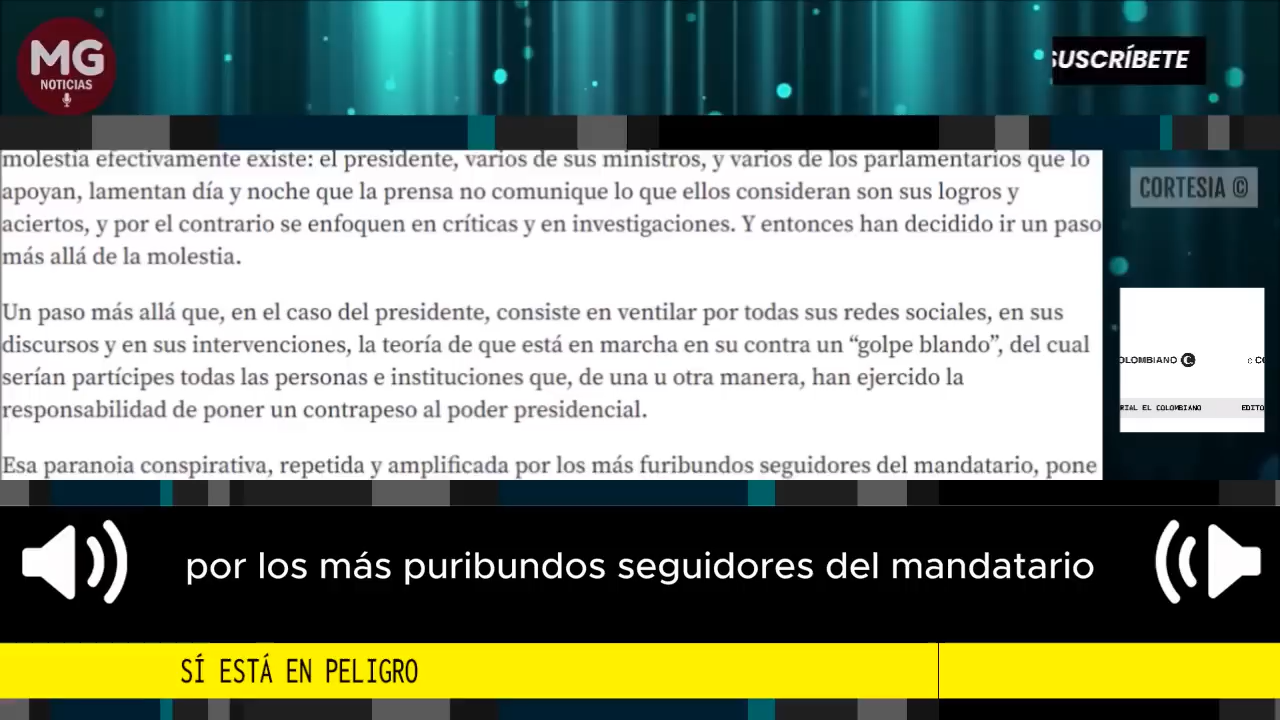 MG
NOTICIAS
SUSCRÍBETE
molestia efectivamente existe: el presidente, varios de sus ministros, y varios de los parlamentarios que lo
apoyan, lamentan día y noche que la prensa no comunique lo que ellos consideran son sus logros y
aciertos, y por el contrario se enfoquen en críticas y en investigaciones. Y entonces han decidido ir un paso
más allá de la molestia.
CORTESIA ©
Un paso más allá que, en el caso del presidente, consiste en ventilar por todas sus redes sociales, en sus
discursos y en sus intervenciones, la teoría de que está en marcha en su contra un “golpe blando”, del cual
serían partícipes todas las personas e instituciones que, de una u otra manera, han ejercido la
responsabilidad de poner un contrapeso al poder presidencial.
Esa paranoia conspirativa, repetida y amplificada por los más furibundos seguidores del mandatario, pone
OLOMBIANO C c CO
RIAL EL COLOMBIANO EDITO
por los más puribundos seguidores del mandatario
SÍ ESTÁ EN PELIGRO